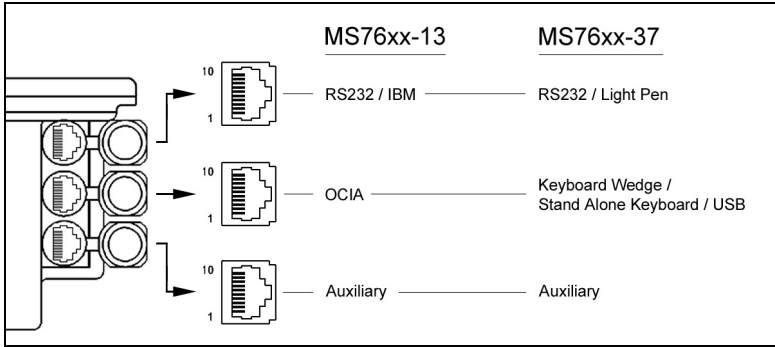 MS76xx-13 MS76xx-37
10
RS232 / IBM RS232 / Light Pen
1
10
OCIA Keyboard Wedge /
Stand Alone Keyboard / USB
1
10
Auxiliary Auxiliary
1